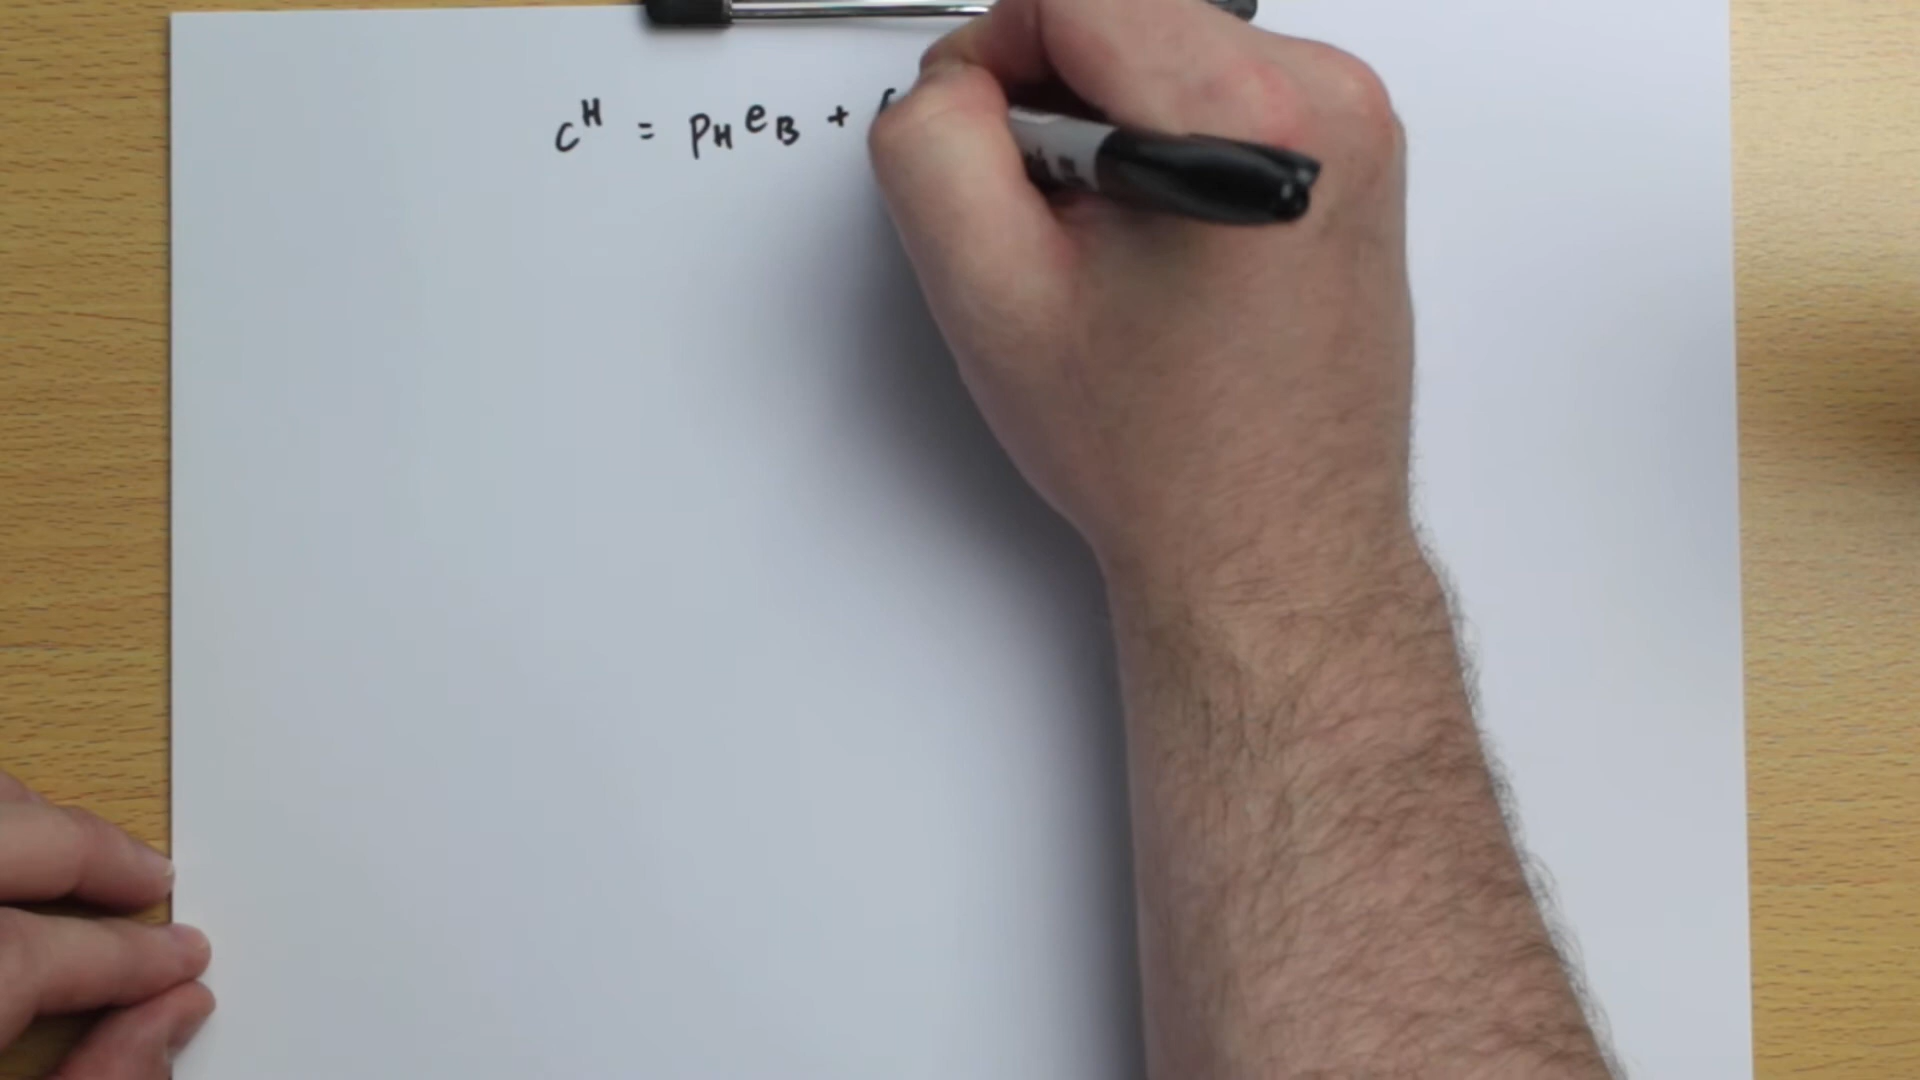 c^H = p_H e_B +